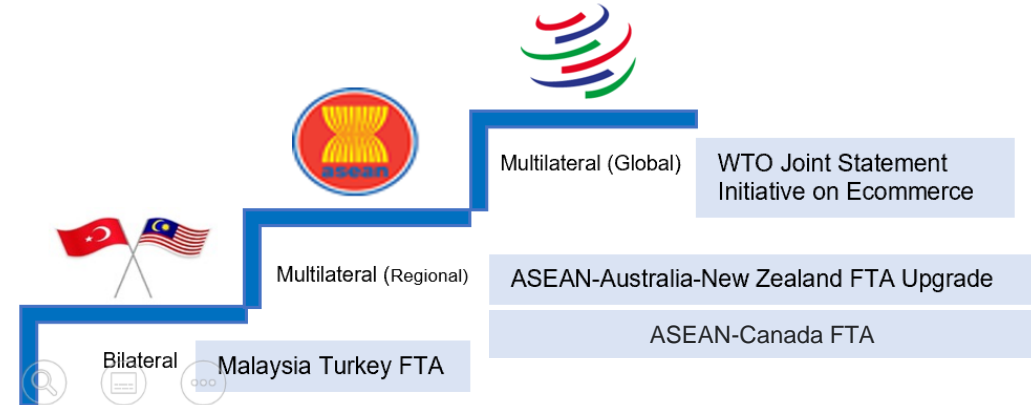 asean
Multilateral (Global)
WTO Joint Statement
Initiative on Ecommerce
Multilateral (Regional)
ASEAN-Australia-New Zealand FTA Upgrade
ASEAN-Canada FTA
Bilateral
Malaysia Turkey FTA